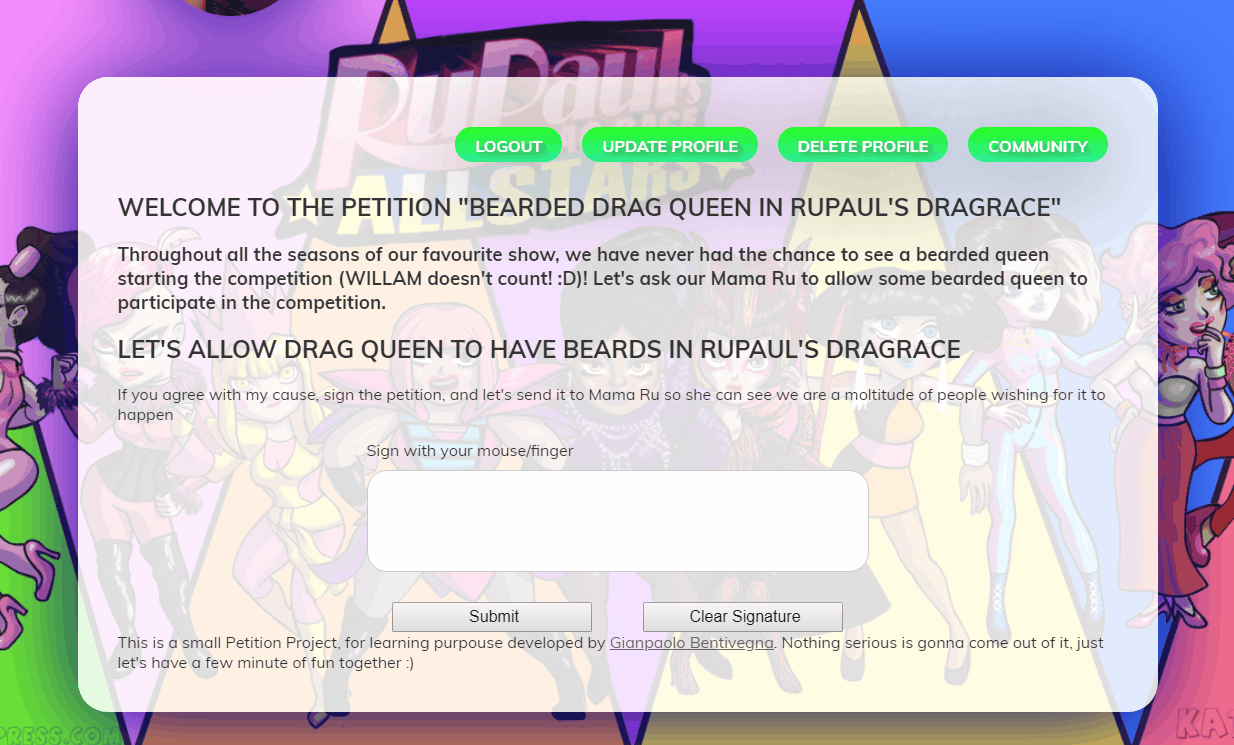 RuPaul's
DRAG RACE
ALL STARS
LOGOUT UPDATE PROFILE DELETE PROFILE COMMUNITY
WELCOME TO THE PETITION "BEARDED DRAG QUEEN IN RUPAUL'S DRAGRACE"
Throughout all the seasons of our favourite show, we have never had the chance to see a bearded queen
starting the competition (WILLAM doesn't count! :D)! Let's ask our Mama Ru to allow some bearded queen to
participate in the competition.
LET'S ALLOW DRAG QUEEN TO HAVE BEARDS IN RUPAUL'S DRAGRACE
If you agree with my cause, sign the petition, and let's send it to Mama Ru so she can see we are a moltitude of people wishing for it to
happen
Sign with your mouse/finger
Submit Clear Signature
This is a small Petition Project, for learning purpouse developed by Gianpaolo Bentivegna. Nothing serious is gonna come out of it, just
let's have a few minute of fun together :)
PRESS.COM